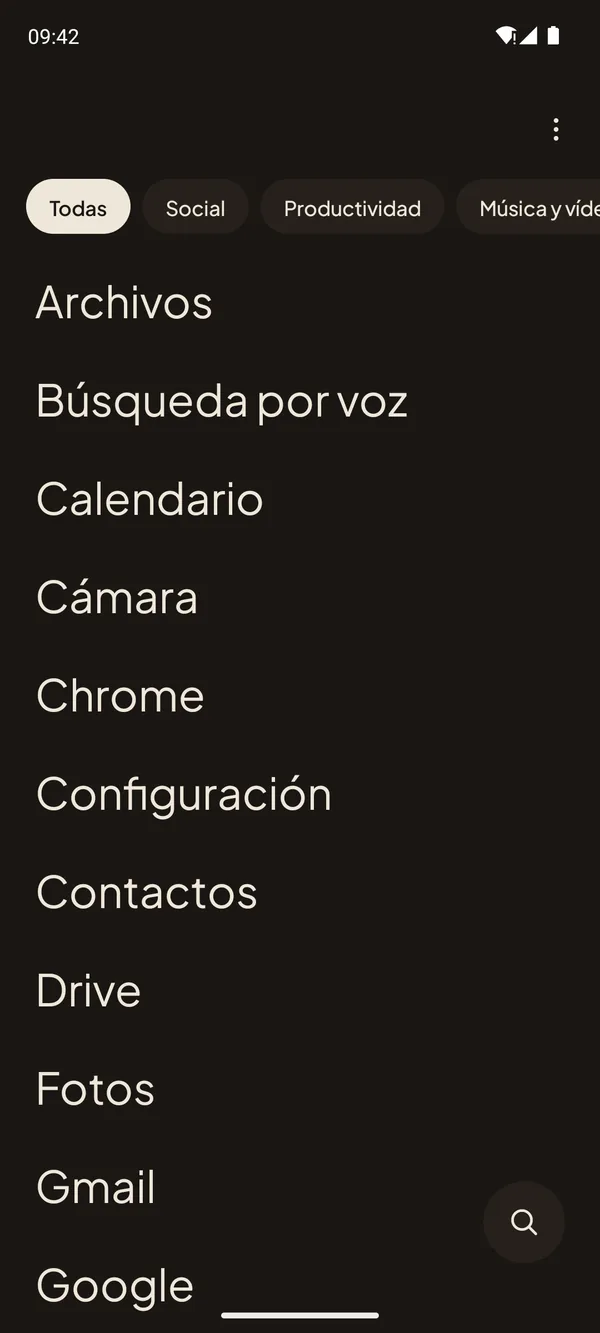 09:42
Todas Social Productividad Música y víde
Archivos
Búsqueda por voz
Calendario
Cámara
Chrome
Configuración
Contactos
Drive
Fotos
Gmail
Google